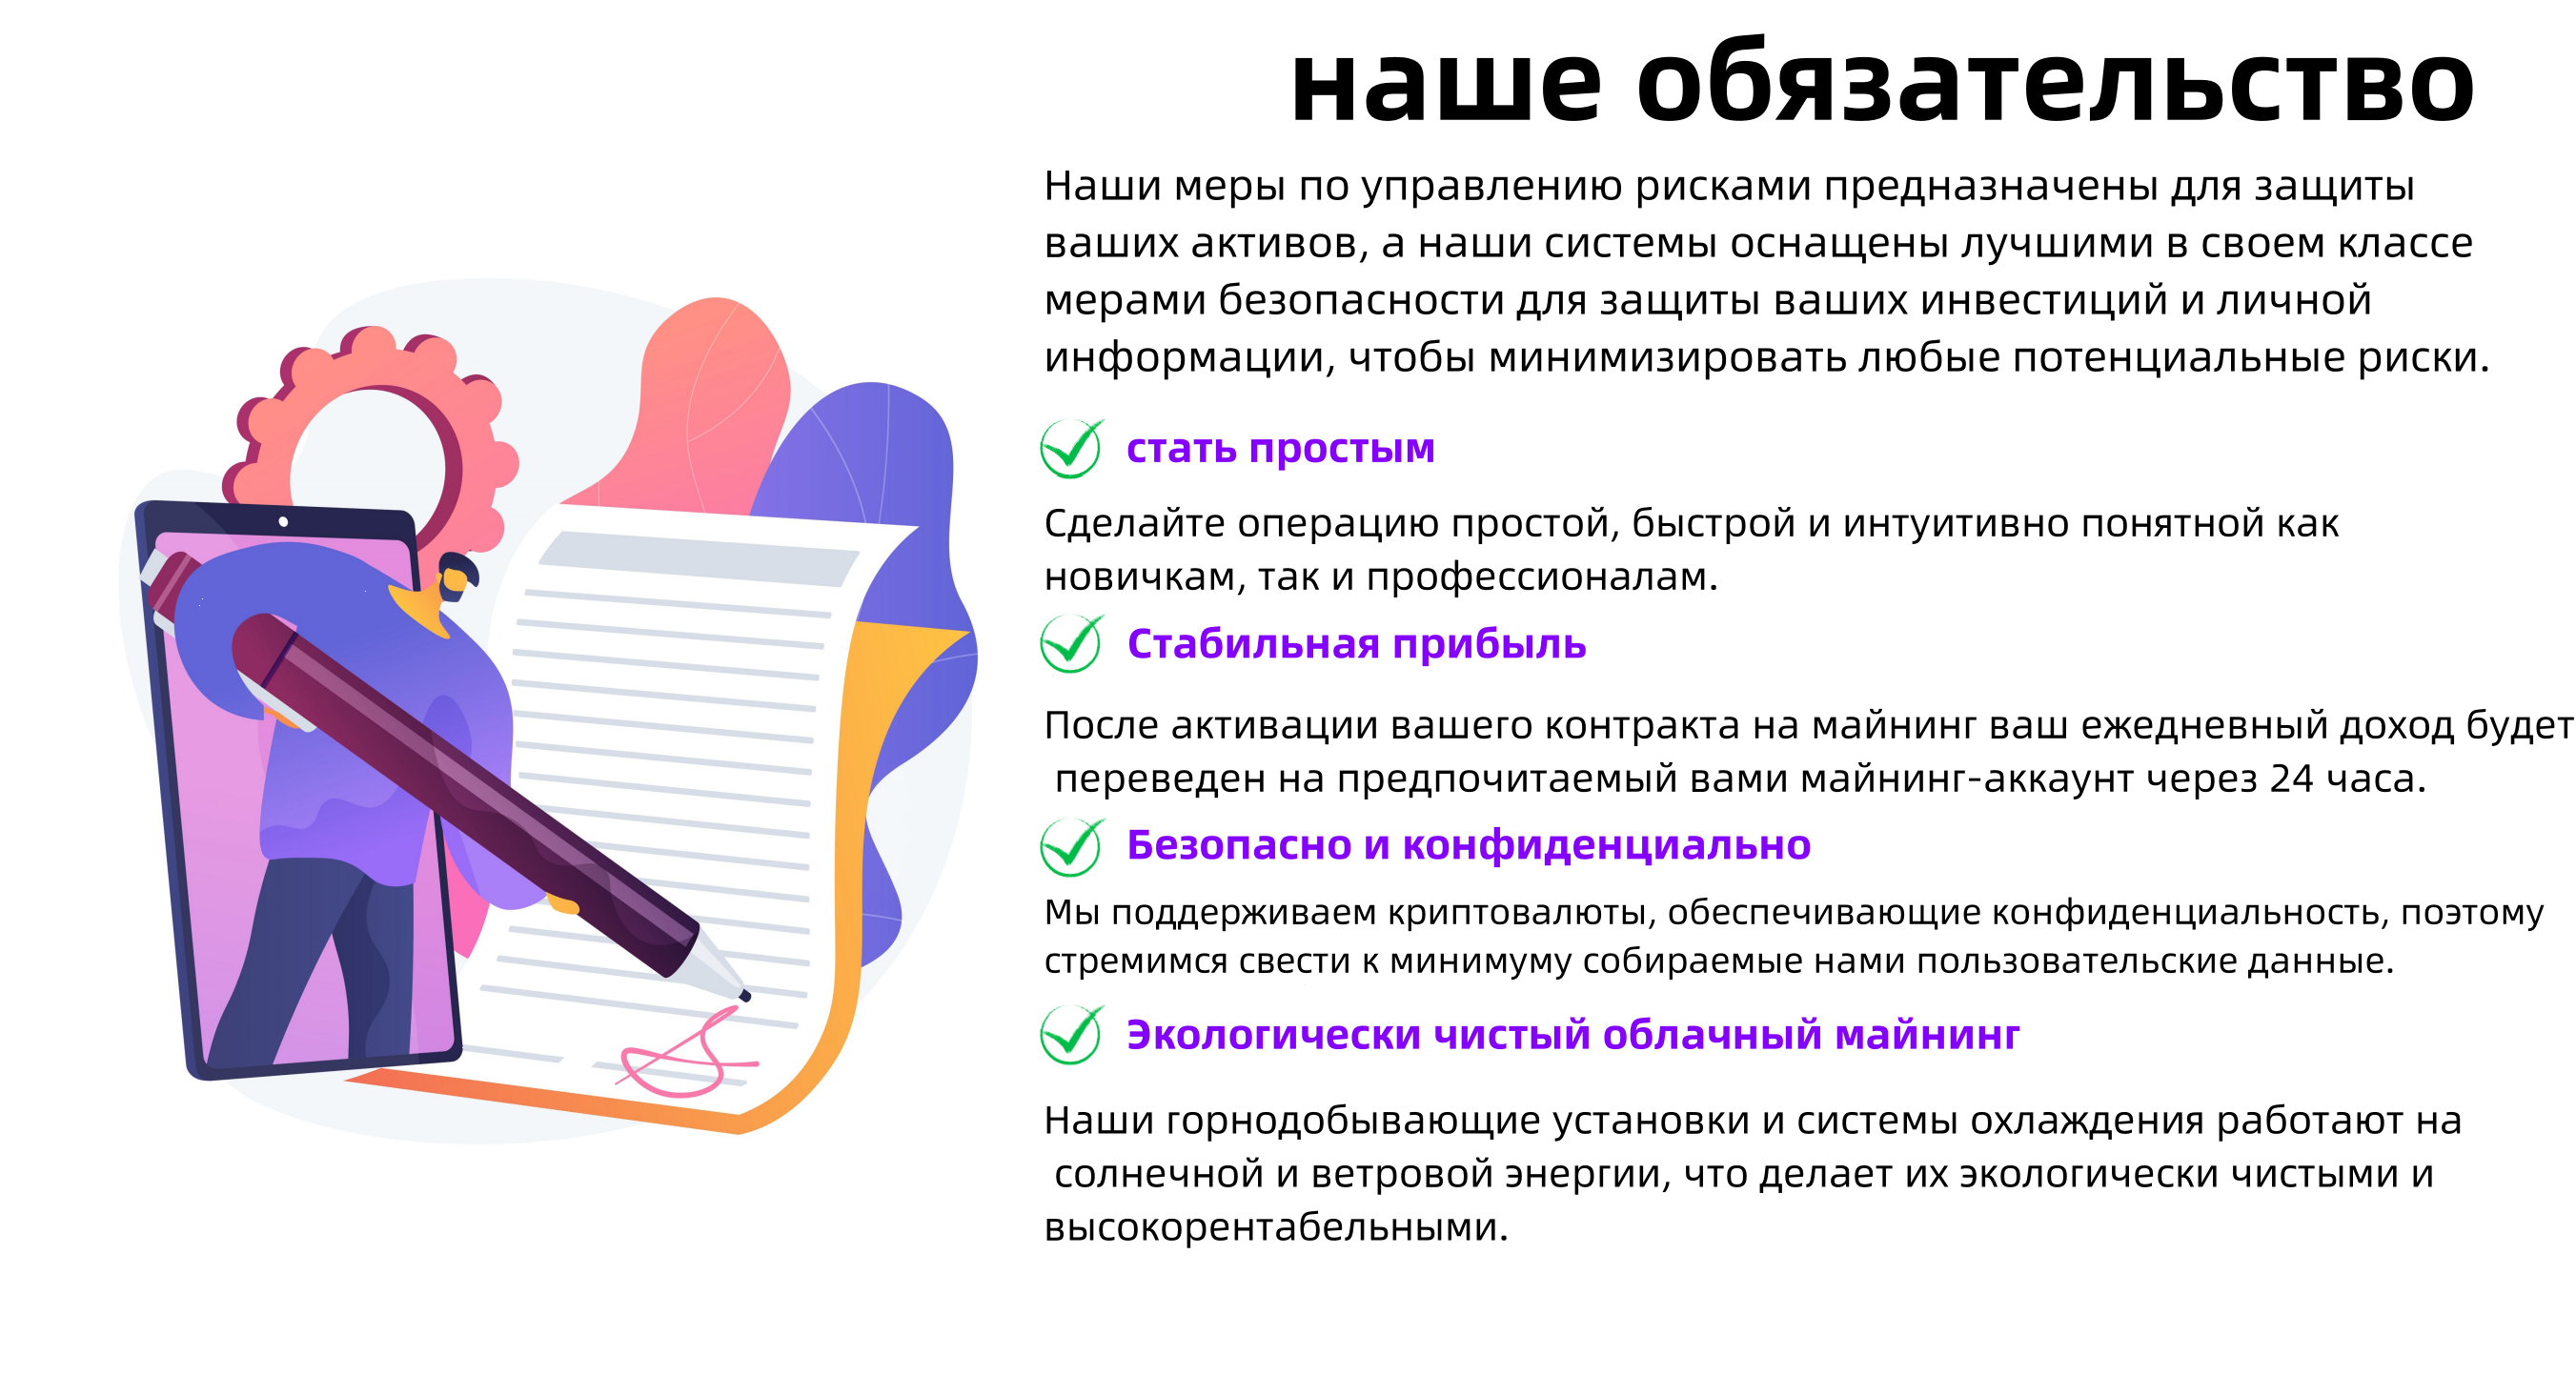 наше обязательство
Наши меры по управлению рисками предназначены для защиты
ваших активов, а наши системы оснащены лучшими в своем классе
мерами безопасности для защиты ваших инвестиций и личной
информации, чтобы минимизировать любые потенциальные риски.
стать простым
Сделайте операцию простой, быстрой и интуитивно понятной как
новичкам, так и профессионалам.
Стабильная прибыль
После активации вашего контракта на майнинг ваш ежедневный доход будет
переведен на предпочитаемый вами майнинг-аккаунт через 24 часа.
Безопасно и конфиденциально
Мы поддерживаем криптовалюты, обеспечивающие конфиденциальность, поэтому
стремимся свести к минимуму собираемые нами пользовательские данные.
Экологически чистый облачный майнинг
Наши горнодобывающие установки и системы охлаждения работают на
солнечной и ветровой энергии, что делает их экологически чистыми и
высокорентабельными.